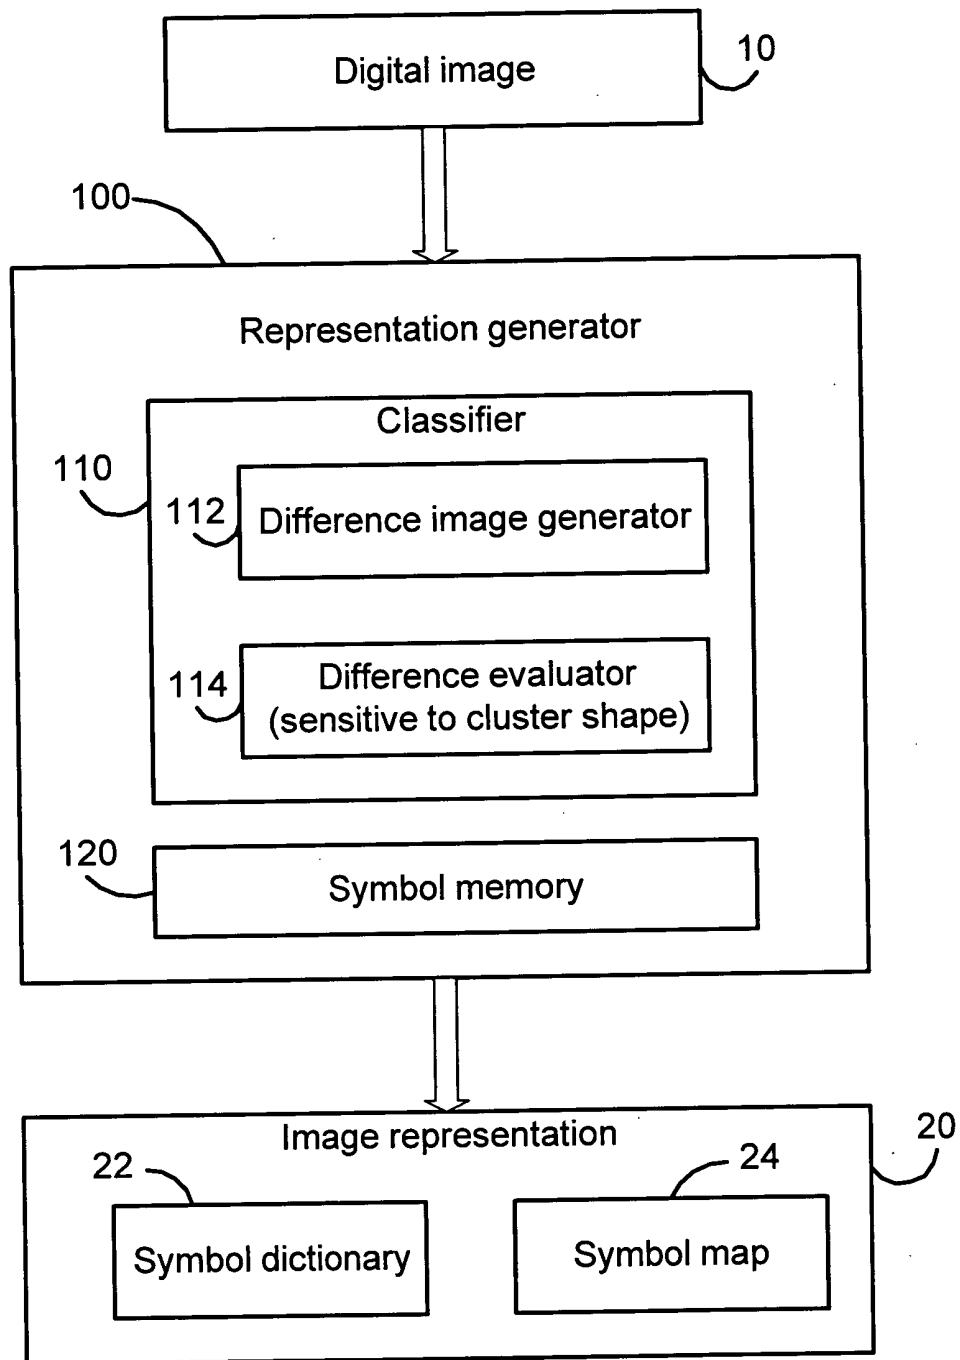 Digital image
10
100
Representation generator
Classifier
110
112
Difference image generator
114
Difference evaluator
(sensitive to cluster shape)
120
Symbol memory
Image representation
20
22
24
Symbol dictionary
Symbol map